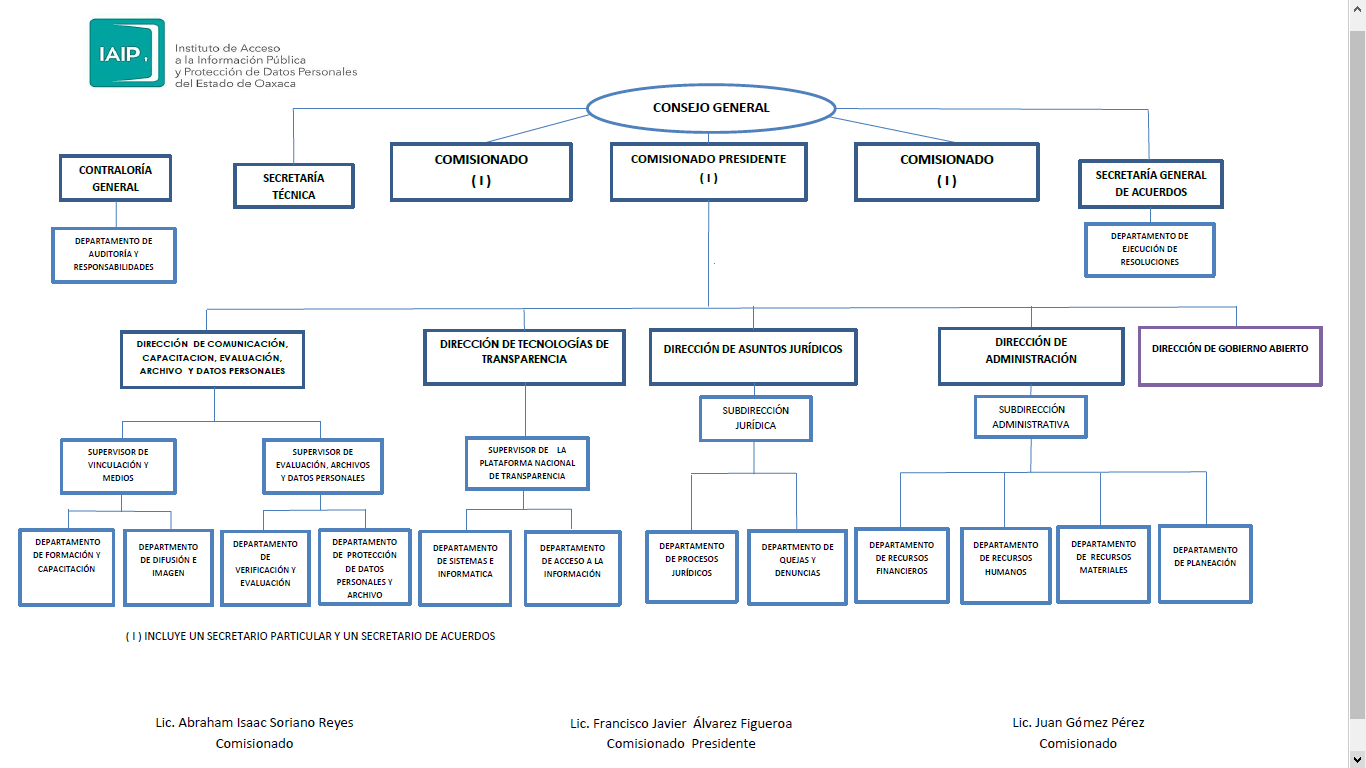 IAIP,
Instituto de Acceso
a la Información Pública
y Protección de Datos Personales
del Estado de Oaxaca
CONSEJO GENERAL
CONTRALORÍA
GENERAL
SECRETARÍA
TÉCNICA
COMISIONADO
( I )
COMISIONADO PRESIDENTE
( I )
COMISIONADO
( I )
SECRETARÍA GENERAL
DE ACUERDOS
DEPARTAMENTO DE
AUDITORÍA Y
RESPONSABILIDADES
DEPARTAMENTO DE
EJECUCIÓN DE
RESOLUCIONES
DIRECCIÓN DE COMUNICACIÓN,
CAPACITACION, EVALUACIÓN,
ARCHIVO Y DATOS PERSONALES
DIRECCIÓN DE TECNOLOGÍAS DE
TRANSPARENCIA
DIRECCIÓN DE ASUNTOS JURÍDICOS
DIRECCIÓN DE
ADMINISTRACIÓN
DIRECCIÓN DE GOBIERNO ABIERTO
SUBDIRECCIÓN
JURÍDICA
SUBDIRECCIÓN
ADMINISTRATIVA
SUPERVISOR DE
VINCULACIÓN Y
MEDIOS
SUPERVISOR DE
EVALUACIÓN, ARCHIVOS
Y DATOS PERSONALES
SUPERVISOR DE LA
PLATAFORMA NACIONAL
DE TRANSPARENCIA
DEPARTAMENTO
DE FORMACIÓN Y
CAPACITACIÓN
DEPARTMENTO
DE DIFUSIÓN E
IMAGEN
DEPARTAMENTO
DE
VERIFICACIÓN Y
EVALUACIÓN
DEPARTAMENTO
DE PROTECCIÓN
DE DATOS
PERSONALES Y
ARCHIVO
DEPARTAMENTO
DE SISTEMAS E
INFORMATICA
DEPARTAMENTO
DE ACCESO A LA
INFORMACIÓN
DEPARTAMENTO
DE PROCESOS
JURÍDICOS
DEPARTMENTO DE
QUEJAS Y
DENUNCIAS
DEPARTAMENTO
DE RECURSOS
FINANCIEROS
DEPARTAMENTO
DE RECURSOS
HUMANOS
DEPARTAMENTO
DE RECURSOS
MATERIALES
DEPARTAMENTO
DE PLANEACIÓN
( I ) INCLUYE UN SECRETARIO PARTICULAR Y UN SECRETARIO DE ACUERDOS
Lic. Abraham Isaac Soriano Reyes
Comisionado
Lic. Francisco Javier Álvarez Figueroa
Comisionado Presidente
Lic. Juan Gómez Pérez
Comisionado